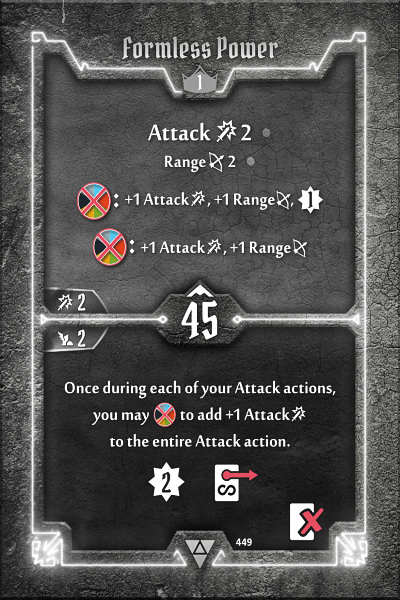 Formless Power
1
Attack 2
Range 2
: +1 Attack, +1 Range, 1
: +1 Attack, +1 Range
2
45
2
Once during each of your Attack actions,
you may to add +1 Attack
to the entire Attack action.
2 S
449